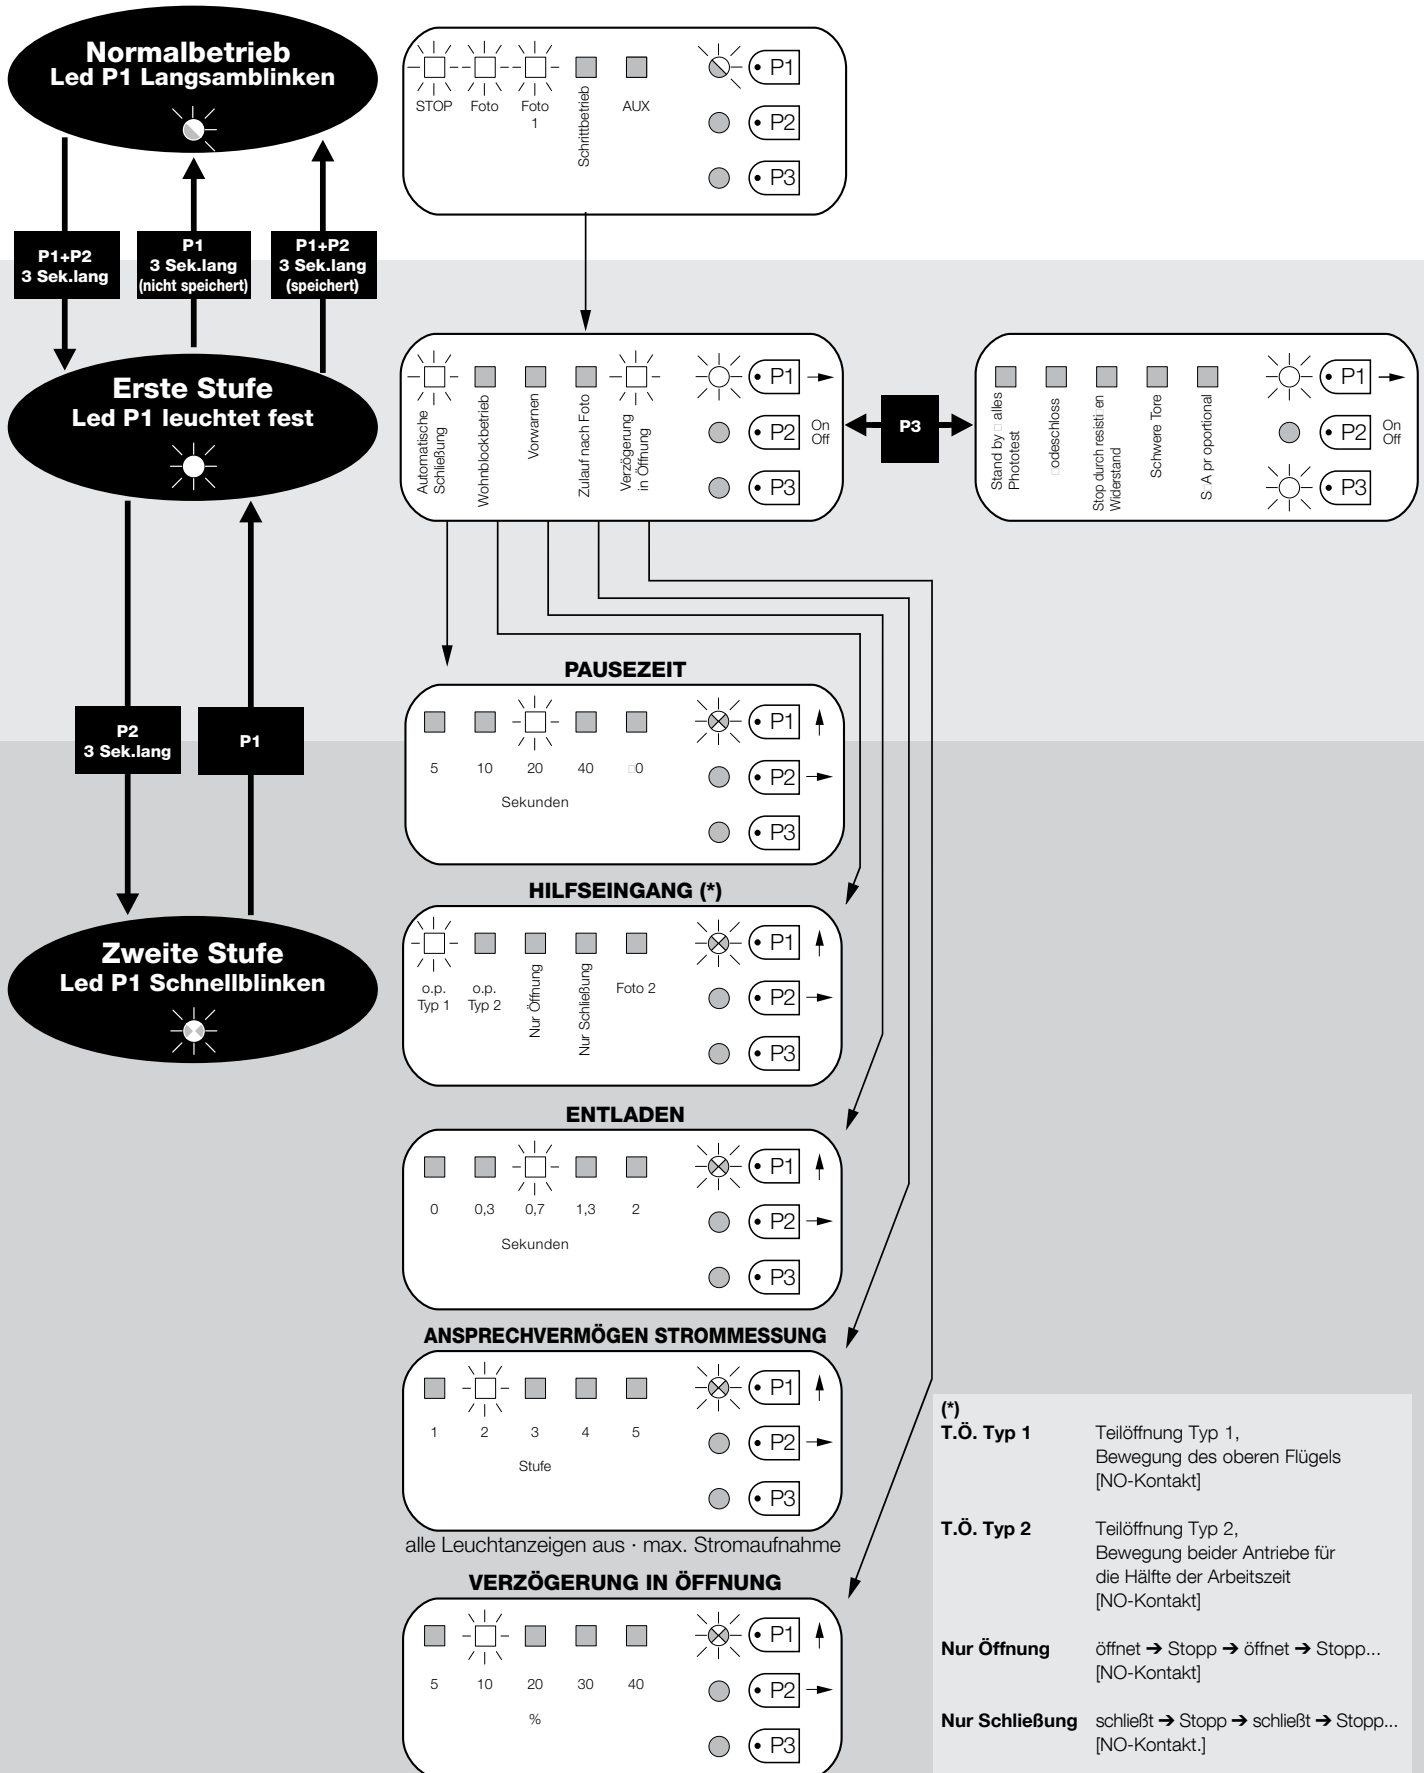 Normalbetrieb
Led P1 Langsamblinken
STOP
Foto
Foto
1
Schrittbetrieb
AUX
P1
P2
P3
P1+P2
3 Sek.lang
P1
3 Sek.lang
(nicht speichert)
P1+P2
3 Sek.lang
(speichert)
Erste Stufe
Led P1 leuchtet fest
Automatische
Schließung
Wohnblockbetrieb
Vorwarnen
Zulauf nach Foto
Verzögerung
in Öffnung
P1
P2
On
Off
P3
P3
Stand by alles
Phototest
Stop durch
Widerstand
Schwere Tore
pr oportional
P1
P2
On
Off
P3
P2
3 Sek.lang
P1
PAUSEZEIT
5 10 20 40
Sekunden
P1
P2
P3
Zweite Stufe
Led P1 Schnellblinken
HILFSEINGANG (*)
o.p.
Typ 1
o.p.
Typ 2
Nur Öffnung
Nur Schließung
Foto 2
P1
P2
P3
ENTLADEN
0 0,3 0,7 1,3 2
Sekunden
P1
P2
P3
ANSPRECHVERMÖGEN STROMMESSUNG
1 2 3 4 5
Stufe
P1
P2
P3
alle Leuchtanzeigen aus · max. Stromaufnahme
VERZÖGERUNG IN ÖFFNUNG
5 10 20 30 40
%
P1
P2
P3
(*)
T.Ö. Typ 1 Teilöffnung Typ 1,
Bewegung des oberen Flügels
[NO-Kontakt]
T.Ö. Typ 2 Teilöffnung Typ 2,
Bewegung beider Antriebe für
die Hälfte der Arbeitszeit
[NO-Kontakt]
Nur Öffnung öffnet ➔ Stopp ➔ öffnet ➔ Stopp...
[NO-Kontakt]
Nur Schließung schließt ➔ Stopp ➔ schließt ➔ Stopp...
[NO-Kontakt.]